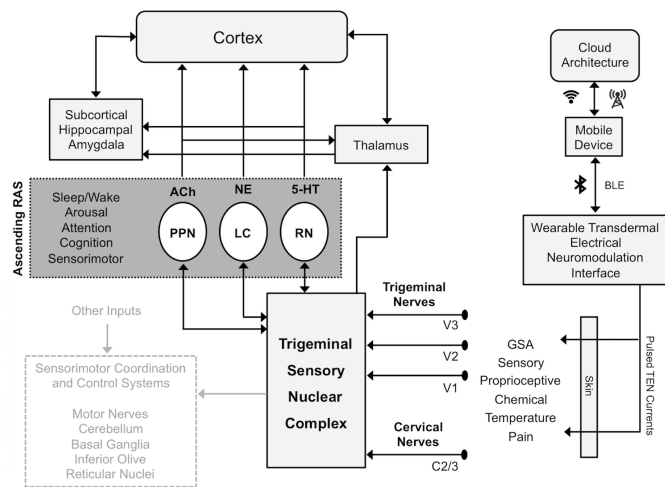 Cortex
Subcortical
Hippocampal
Amygdala
Thalamus
Ascending RAS
Sleep/Wake
Arousal
Attention
Cognition
Sensorimotor
ACh
NE
5-HT
PPN
LC
RN
Other Inputs
Sensorimotor Coordination
and Control Systems
Motor Nerves
Cerebellum
Basal Ganglia
Inferior Olive
Reticular Nuclei
Trigeminal
Sensory
Nuclear
Complex
Trigeminal
Nerves
V3
V2
V1
Cervical
Nerves
C2/3
Cloud
Architecture
Mobile
Device
BLE
Wearable Transdermal
Electrical
Neuromodulation
Interface
GSA
Sensory
Proprioceptive
Chemical
Temperature
Pain
Skin
Pulsed TEN Currents